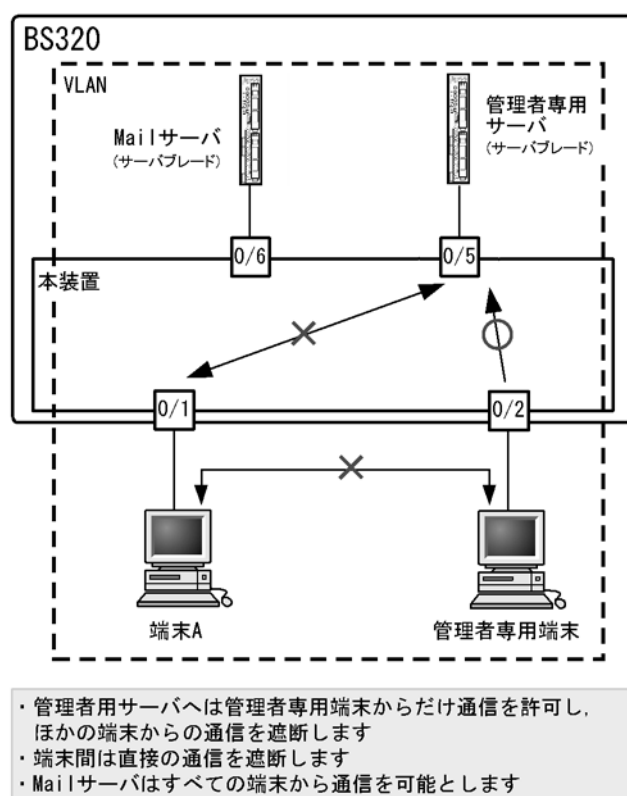 BS320
VLAN
Mailサーバ
(サーバブレード)
管理者専用
サーバ
(サーバブレード)
0/6
0/5
本装置
0/1
0/2
端末A
管理者専用端末
・管理者用サーバへは管理者専用端末からだけ通信を許可し,
ほかの端末からの通信を遮断します
・端末間は直接の通信を遮断します
・Mailサーバはすべての端末から通信を可能とします